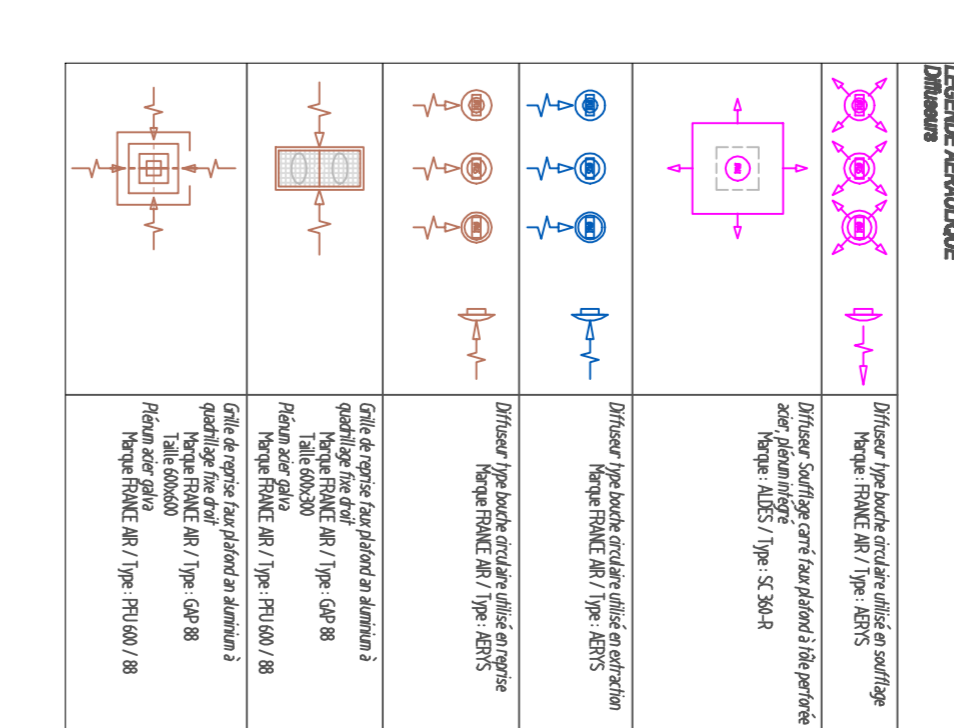 LEGENDE AERAULIQUE
Diffuseurs
Diffuseur type bouche circulaire utilisé en soufflage
Marque : FRANCE AIR / Type : AERYS
Diffuseur Soufflage carré faux plafond à tôle perforée
acier, plénum intégré
Marque : ALDES / Type : SC 360-R
Diffuseur type bouche circulaire utilisé en extraction
Marque FRANCE AIR / Type : AERYS
Diffuseur type bouche circulaire utilisé en reprise
Marque FRANCE AIR / Type : AERYS
Grille de reprise faux plafond an aluminium à
quadrillage fixe droit
Marque FRANCE AIR / Type : GAP 88
Taille 600x300
Plénum acier galva
Marque FRANCE AIR / Type : PFU 600 / 88
Grille de reprise faux plafond an aluminium à
quadrillage fixe droit
Marque FRANCE AIR / Type : GAP 88
Taille 600x600
Plénum acier galva
Marque FRANCE AIR / Type : PFU 600 / 88